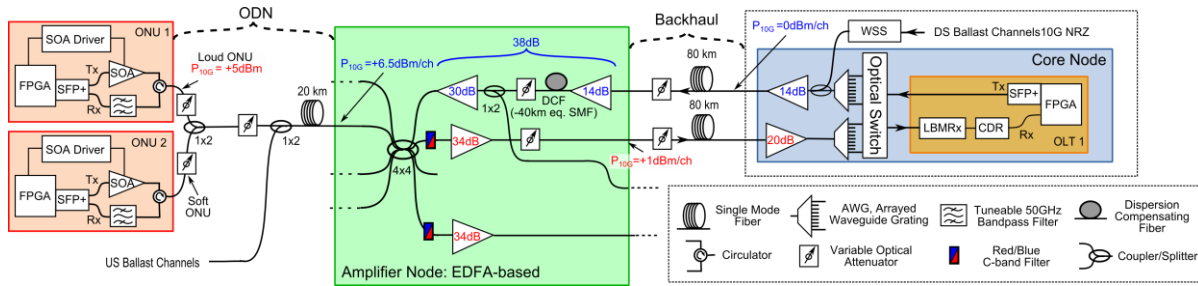 ODN
Backhaul
ONU 1
SOA Driver
FPGA
Tx
SOA
SFP+
Rx
Loud ONU
P10G = +5dBm
1x2
20 km
1x2
ONU 2
SOA Driver
FPGA
Tx
SOA
SFP+
Rx
Soft
ONU
US Ballast Channels
P10G=+6.5dBm/ch
4x4
38dB
30dB
1x2
DCF
(-40km eq. SMF)
14dB
34dB
34dB
Amplifier Node: EDFA-based
P10G=+1dBm/ch
80 km
80 km
P10G=0dBm/ch
WSS
DS Ballast Channels10G NRZ
Core Node
14dB
20dB
Optical Switch
Tx
SFP+
FPGA
LBMRx
CDR
Rx
OLT 1
Single Mode
Fiber
AWG, Arrayed
Waveguide Grating
Tuneable 50GHz
Bandpass Filter
Dispersion
Compensating
Fiber
Circulator
Variable Optical
Attenuator
Red/Blue
C-band Filter
Coupler/Splitter